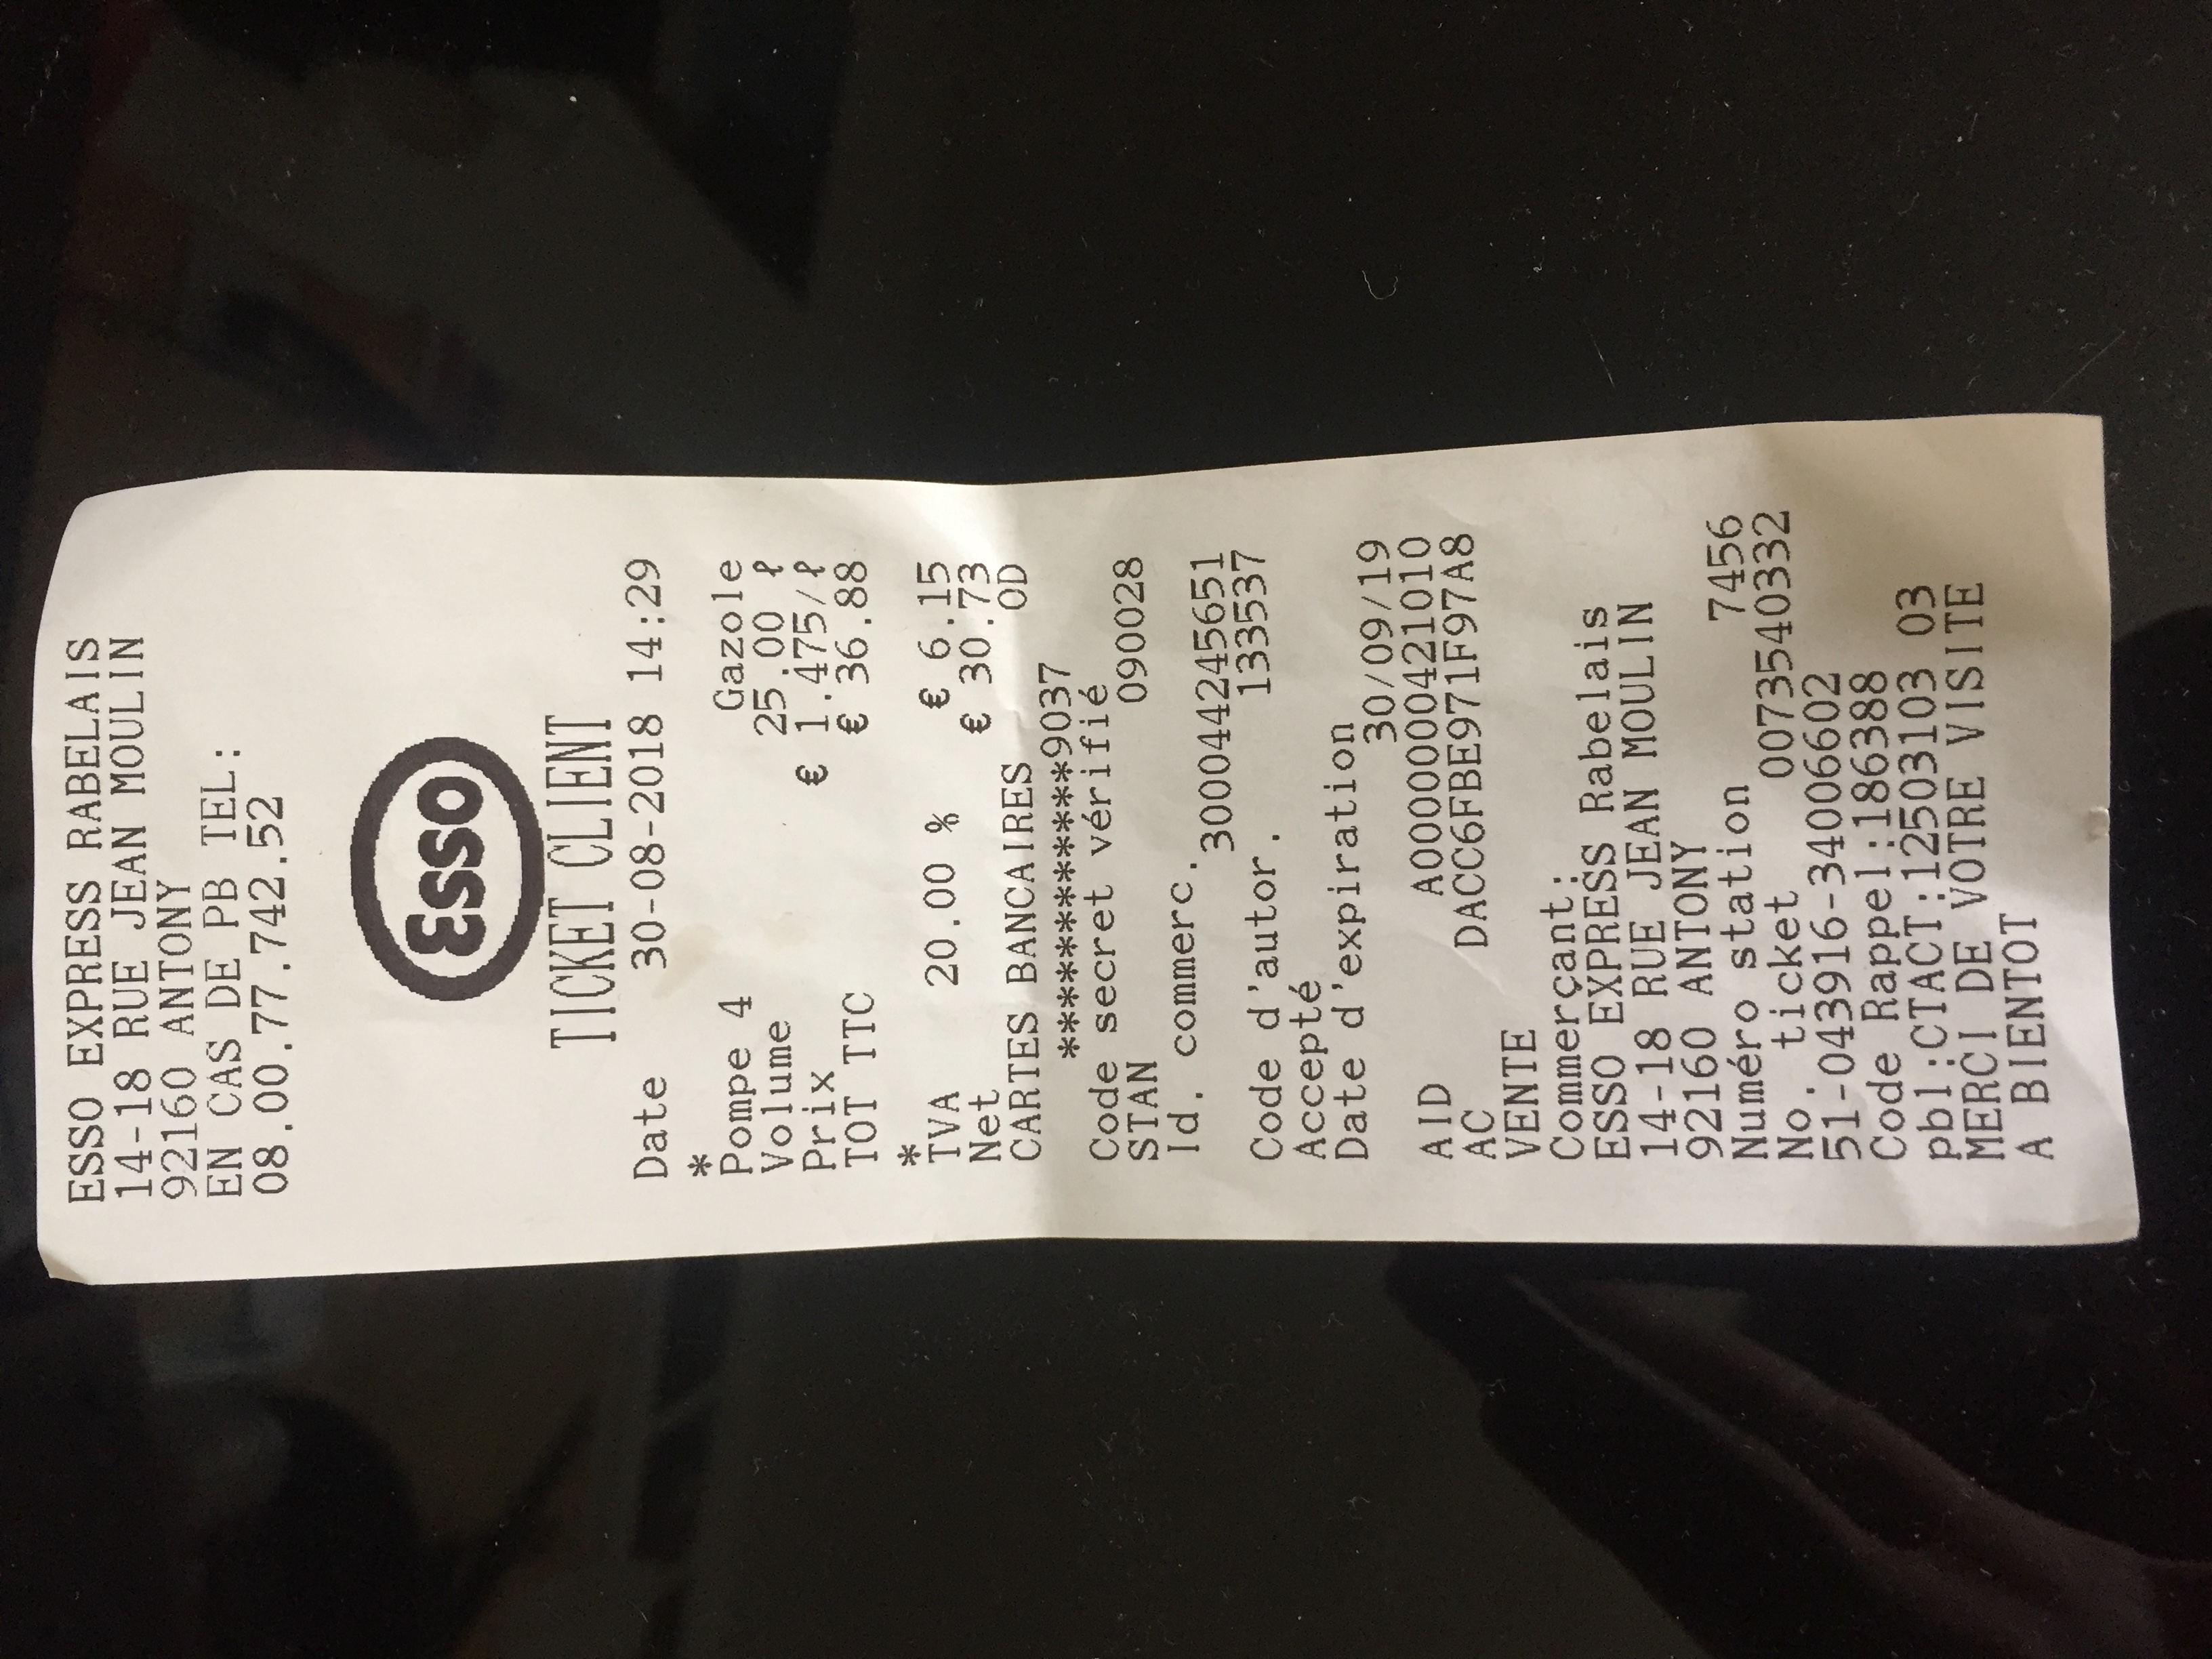 ESSO EXPRESS RABELAIS
14-18 RUE JEAN MOULIN
92160 ANTONY
EN CAS DE PB TEL:
08.00.77.742.52
Esso
TICKET CLIENT
Date 30-08-2018 14:29
*
Pompe 4 Gazole
Volume 25.00 ℓ
Prix € 1.475/ℓ
TOT TTC € 36.88
*
TVA 20.00 % € 6.15
Net € 30.73
CARTES BANCAIRES OD
************9037
Code secret vérifié
STAN 090028
Id. commerc.
300044245651
Code d'autor. 133537
Accepté
Date d'expiration
30/09/19
AID A0000000421010
AC DACC6FBE971F97A8
VENTE
Commerçant:
ESSO EXPRESS Rabelais
14-18 RUE JEAN MOULIN
92160 ANTONY
Numéro station 7456
No. ticket 0073540332
51-043916-34006602
Code Rappel:186388
pbl:CTACT:12503103 03
MERCI DE VOTRE VISITE
A BIENTOT